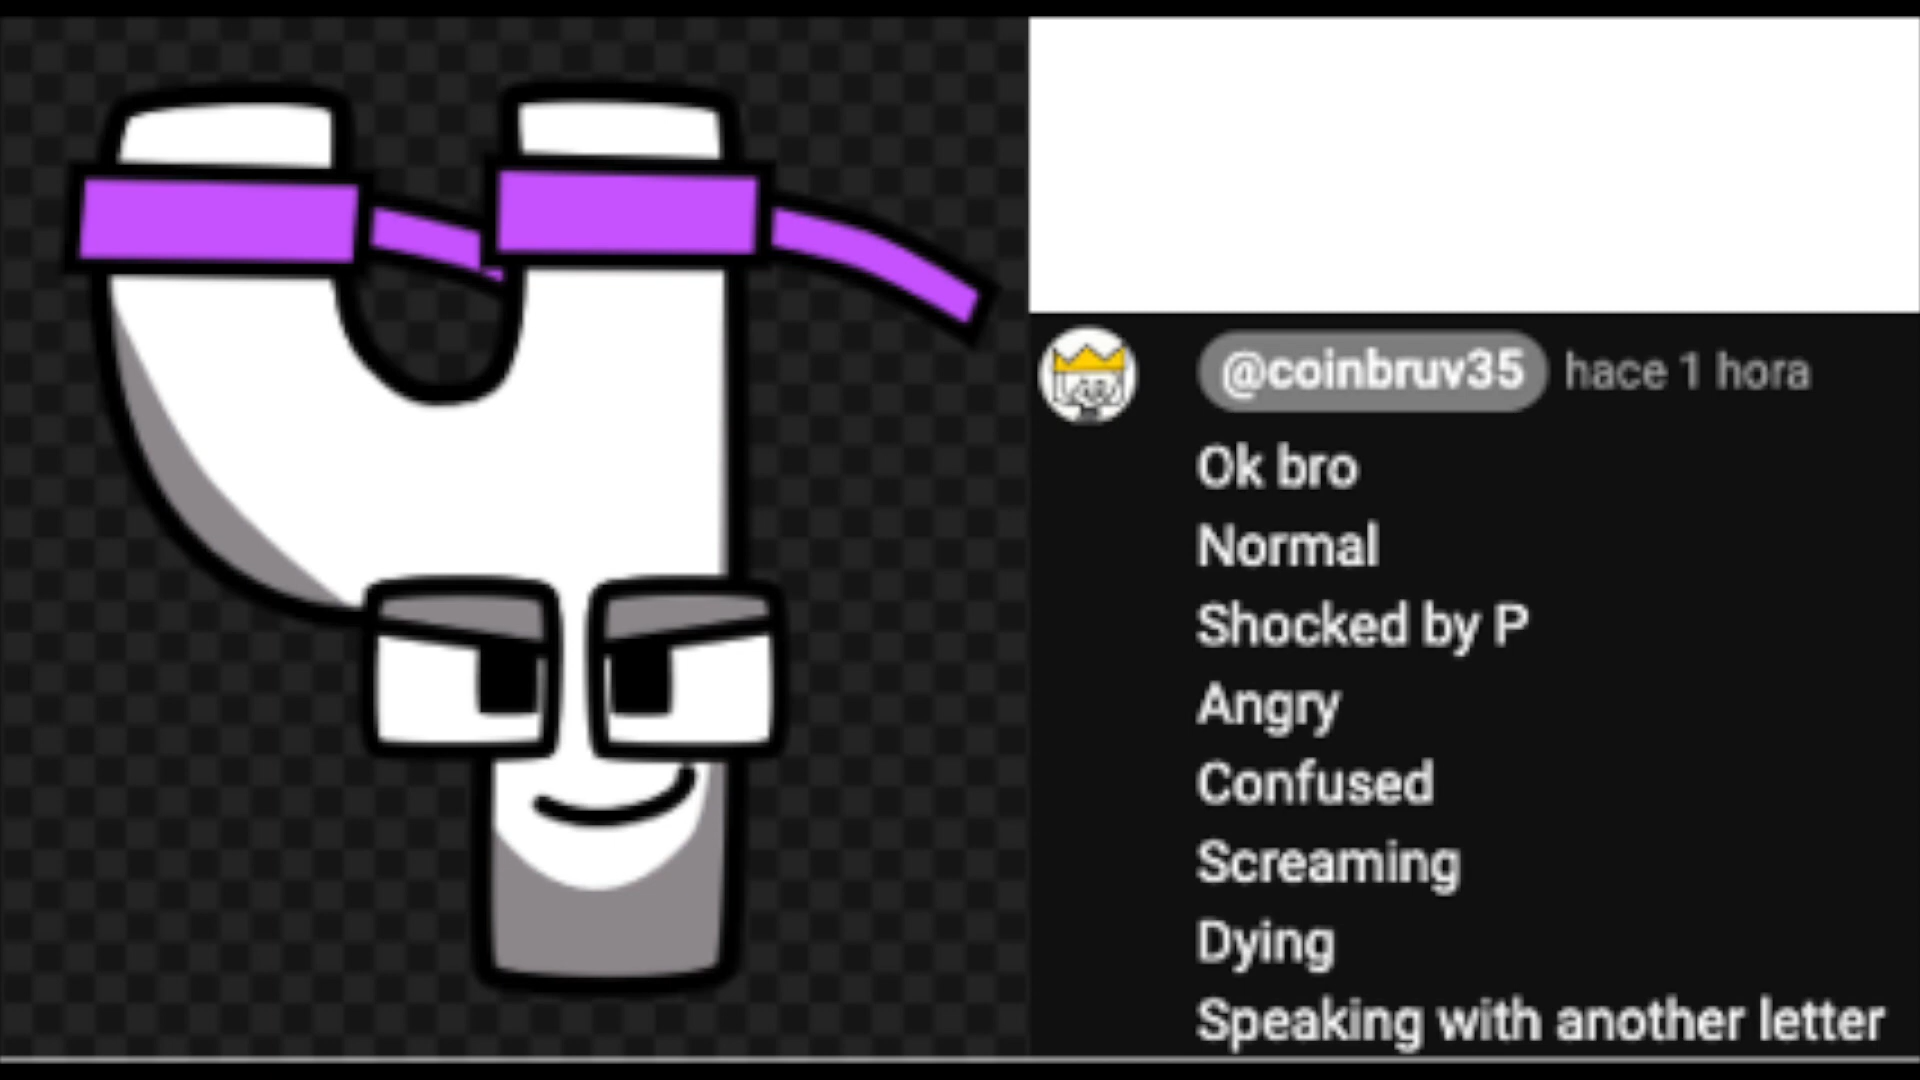 @coinbruv35 hace 1 hora
Ok bro
Normal
Shocked by P
Angry
Confused
Screaming
Dying
Speaking with another letter